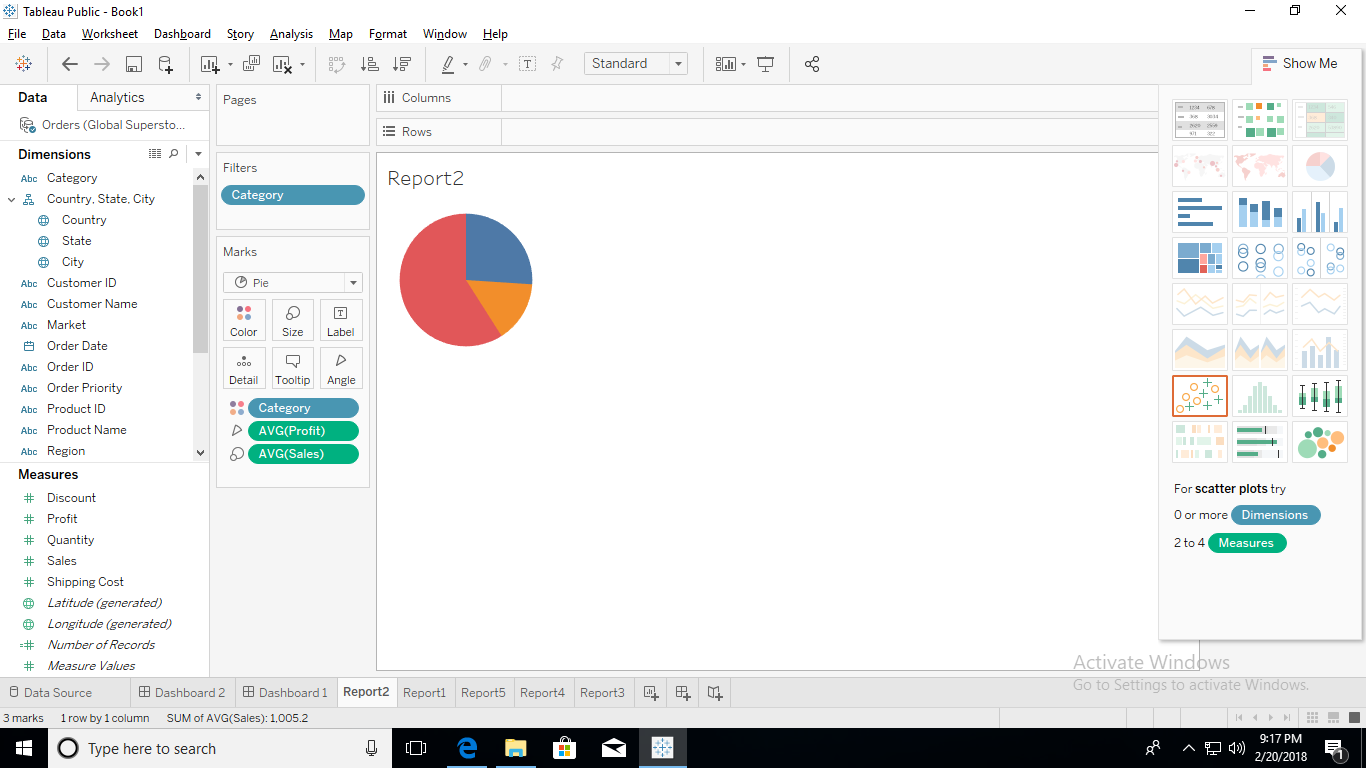 Tableau Public - Book1
File Data Worksheet Dashboard Story Analysis Map Format Window Help
Standard
Show Me
Data Analytics
Orders (Global Supersto...
Dimensions
Abc Category
Country, State, City
Country
State
City
Abc Customer ID
Abc Customer Name
Abc Market
Order Date
Abc Order ID
Abc Order Priority
Abc Product ID
Abc Product Name
Abc Region
Measures
Discount
Profit
Quantity
Sales
Shipping Cost
Latitude (generated)
Longitude (generated)
Number of Records
Measure Values
Pages
Filters
Category
Marks
Pie
Color Size Label
Detail Tooltip Angle
Category
AVG(Profit)
AVG(Sales)
Columns
Rows
Report2
For scatter plots try
0 or more Dimensions
2 to 4 Measures
Activate Windows
Go to Settings to activate Windows.
Data Source Dashboard 2 Dashboard 1 Report2 Report1 Report5 Report4 Report3
3 marks 1 row by 1 column SUM of AVG(Sales): 1,005.2
Type here to search
9:17 PM
2/20/2018
1